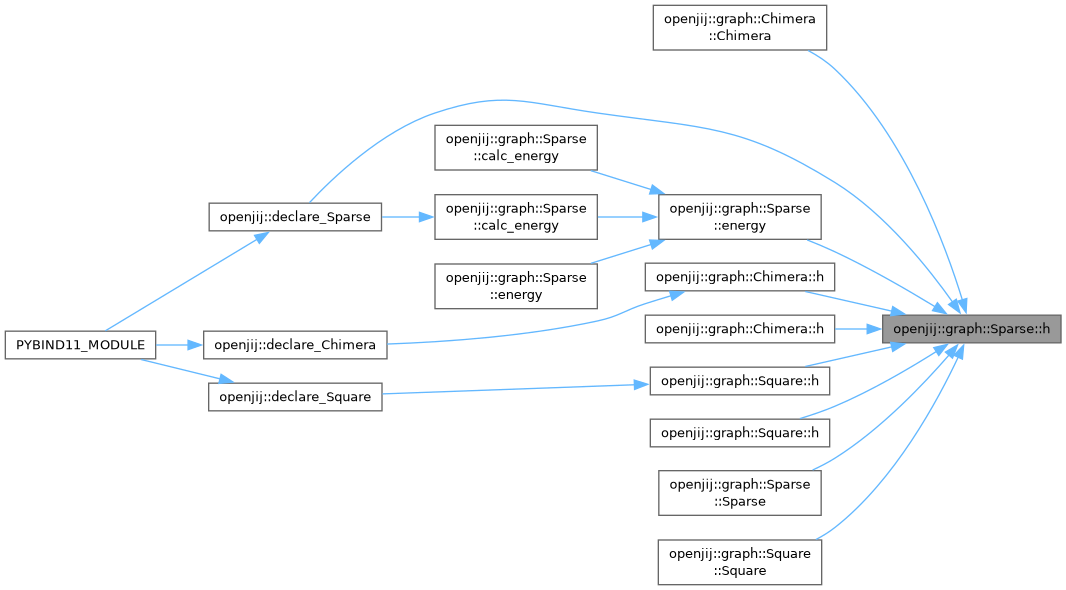 openjij::graph::Chimera
::Chimera
openjij::graph::Sparse
::calc_energy
openjij::declare_Sparse
openjij::graph::Sparse
::calc_energy
openjij::graph::Sparse
::energy
openjij::graph::Sparse
::energy
openjij::graph::Chimera::h
openjij::graph::Chimera::h
openjij::graph::Sparse::h
PYBIND11_MODULE
openjij::declare_Chimera
openjij::declare_Square
openjij::graph::Square::h
openjij::graph::Square::h
openjij::graph::Sparse
::Sparse
openjij::graph::Square
::Square